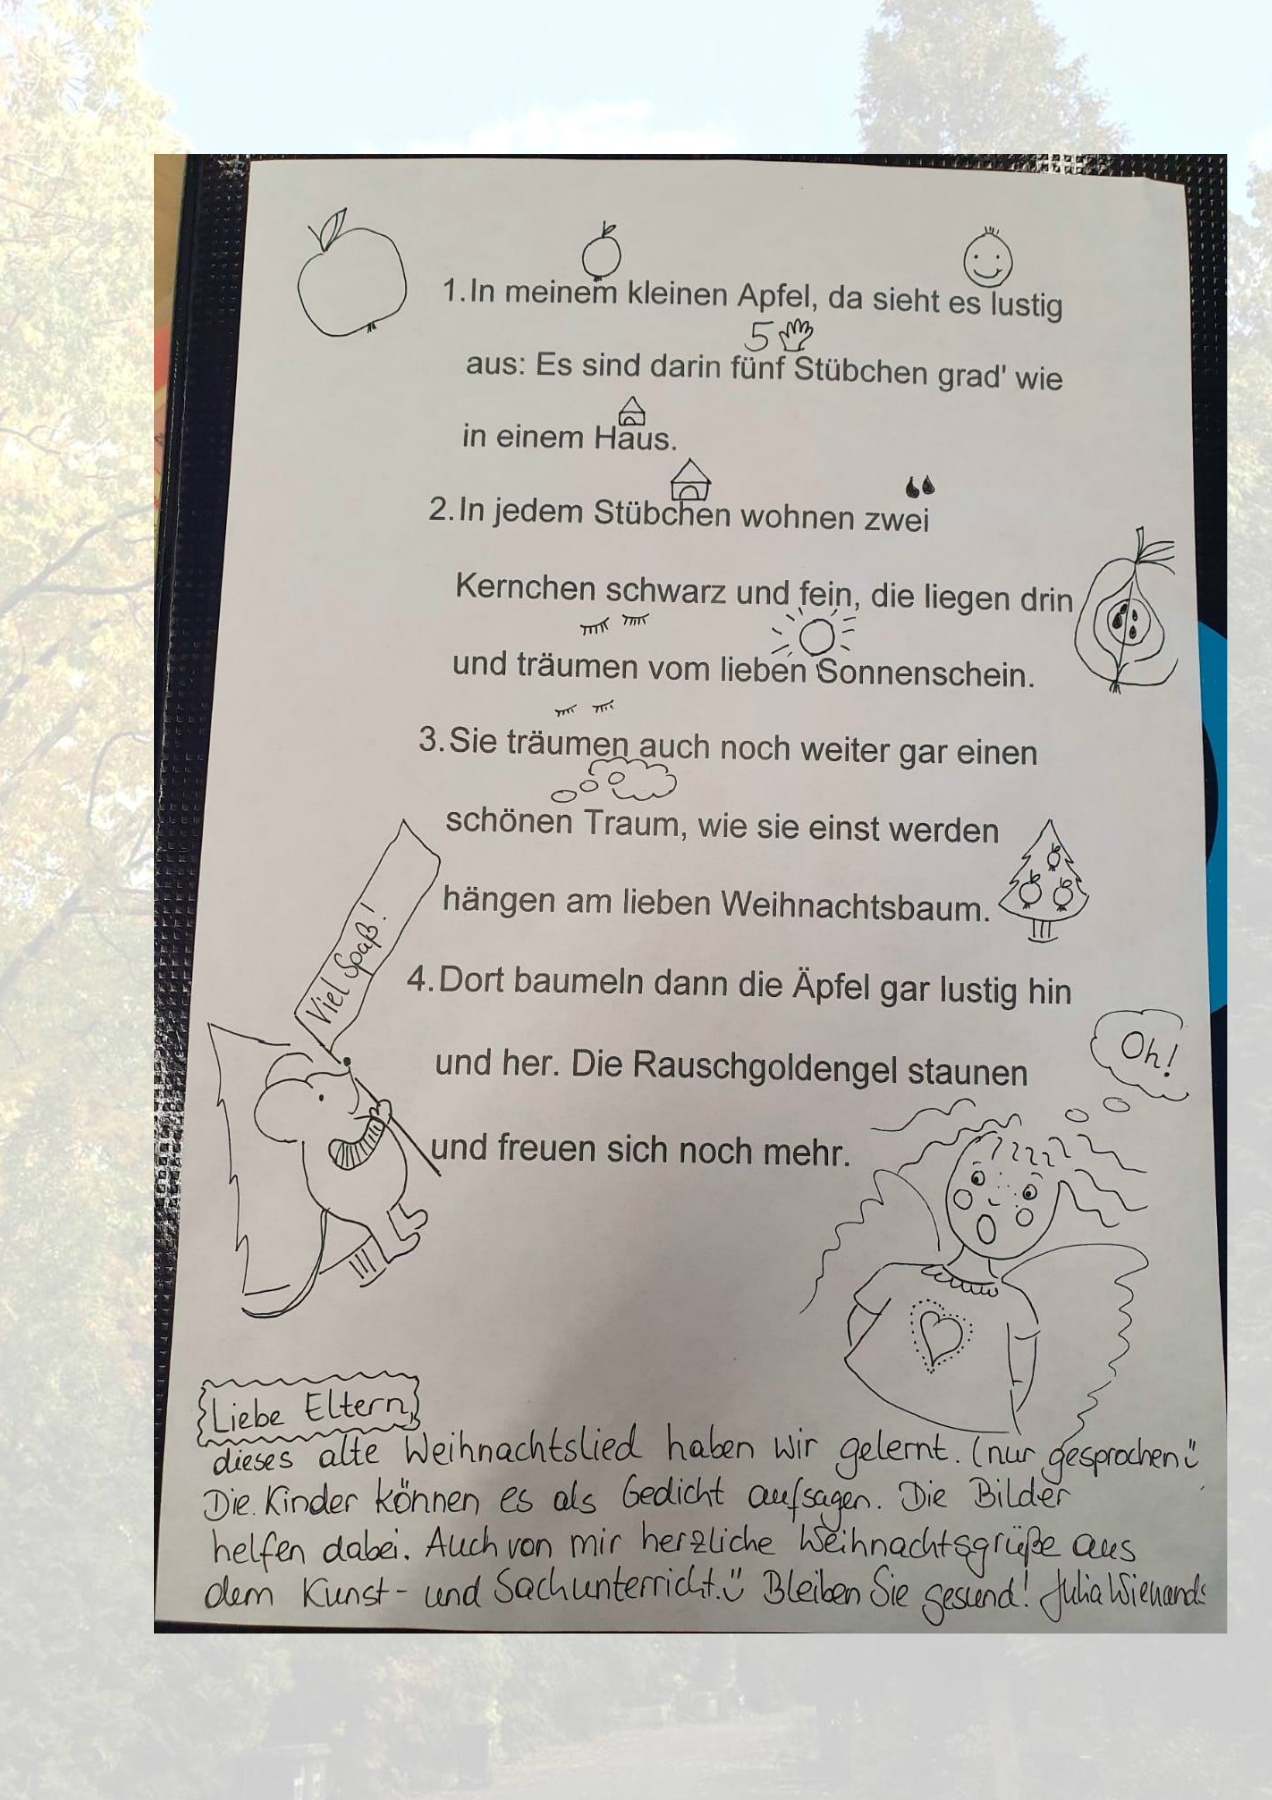 1. In meinem kleinen Apfel, da sieht es lustig
5
aus: Es sind darin fünf Stübchen grad' wie
in einem Haus.
2. In jedem Stübchen wohnen zwei
Kernchen schwarz und fein, die liegen drin
und träumen vom lieben Sonnenschein.
3. Sie träumen auch noch weiter gar einen
schönen Traum, wie sie einst werden
hängen am lieben Weihnachtsbaum.
Viel Spaß!
4. Dort baumeln dann die Äpfel gar lustig hin
und her. Die Rauschgoldengel staunen
Oh!
und freuen sich noch mehr.
Liebe Eltern,
dieses alte Weihnachtslied haben wir gelernt. (nur gesprochen
Die Kinder können es als Gedicht aufsagen. Die Bilder
helfen dabei. Auch von mir herzliche Weihnachtsgrüße aus
dem Kunst- und Sachunterricht. Bleiben Sie gesund! Julia Wienands